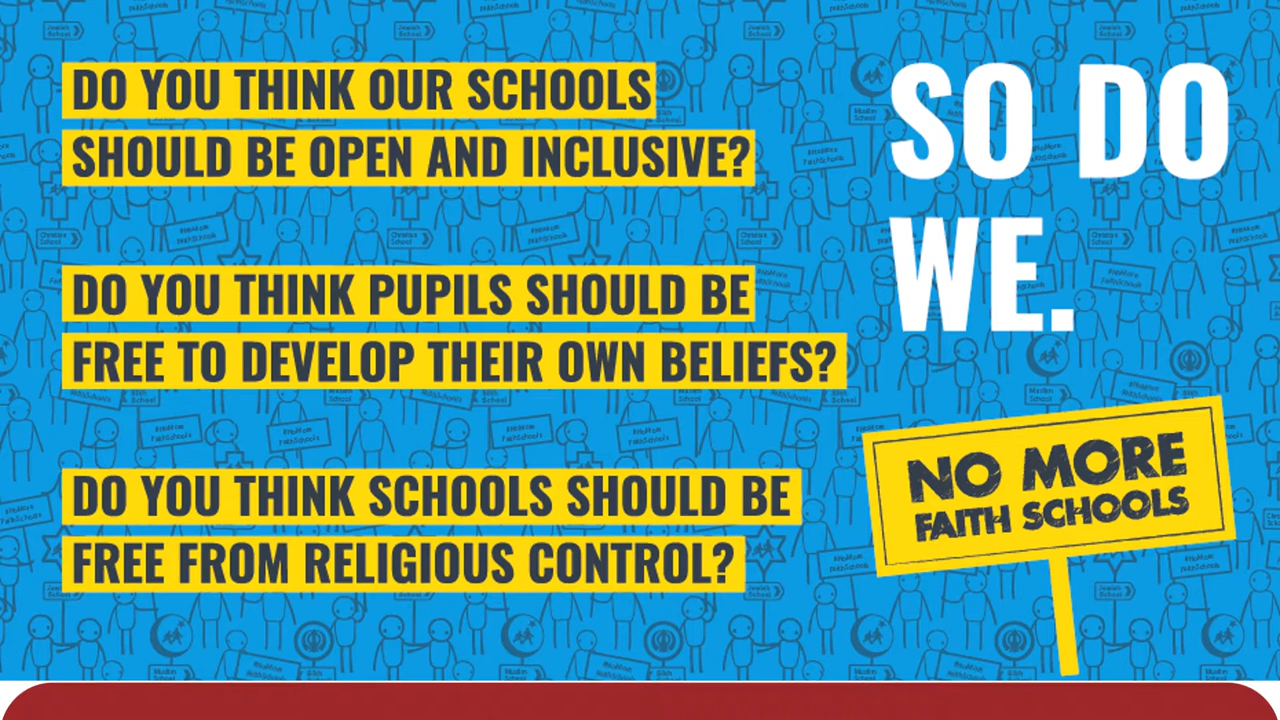 DO YOU THINK OUR SCHOOLS
SHOULD BE OPEN AND INCLUSIVE?
DO YOU THINK PUPILS SHOULD BE
FREE TO DEVELOP THEIR OWN BELIEFS?
DO YOU THINK SCHOOLS SHOULD BE
FREE FROM RELIGIOUS CONTROL?
SO DO
WE.
NO MORE
FAITH SCHOOLS